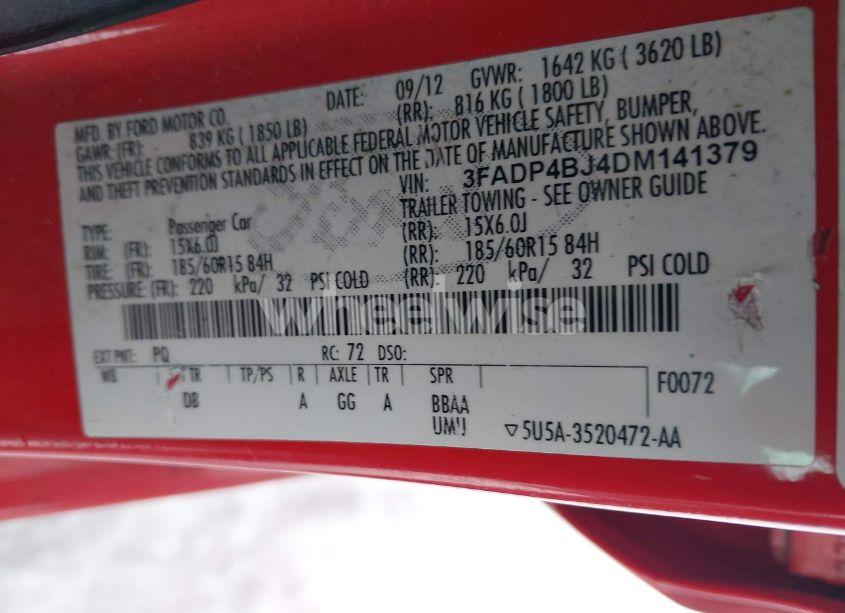 MFD. BY FORD MOTOR CO. DATE: 09/12 GVWR: 1642 KG ( 3620 LB)
GAWR: (FR): 839 KG ( 1850 LB) (RR): 816 KG ( 1800 LB)
THIS VEHICLE CONFORMS TO ALL APPLICABLE FEDERAL MOTOR VEHICLE SAFETY, BUMPER,
AND THEFT PREVENTION STANDARDS IN EFFECT ON THE DATE OF MANUFACTURE SHOWN ABOVE.
VIN: 3FADP4BJ4DM141379
TYPE: Passenger Car TRAILER TOWING - SEE OWNER GUIDE
RIM: (FR): 15X6.0J (RR): 15X6.0J
TIRE: (FR): 185/60R15 84H (RR): 185/60R15 84H
PRESSURE: (FR): 220 kPa/ 32 PSI COLD (RR): 220 kPa/ 32 PSI COLD
wheelwise
EXT PNT: PQ RC: 72 DSO:
WB TR TP/PS R AXLE TR SPR F0072
DB A GG A BBAA
5U5A-3520472-AA